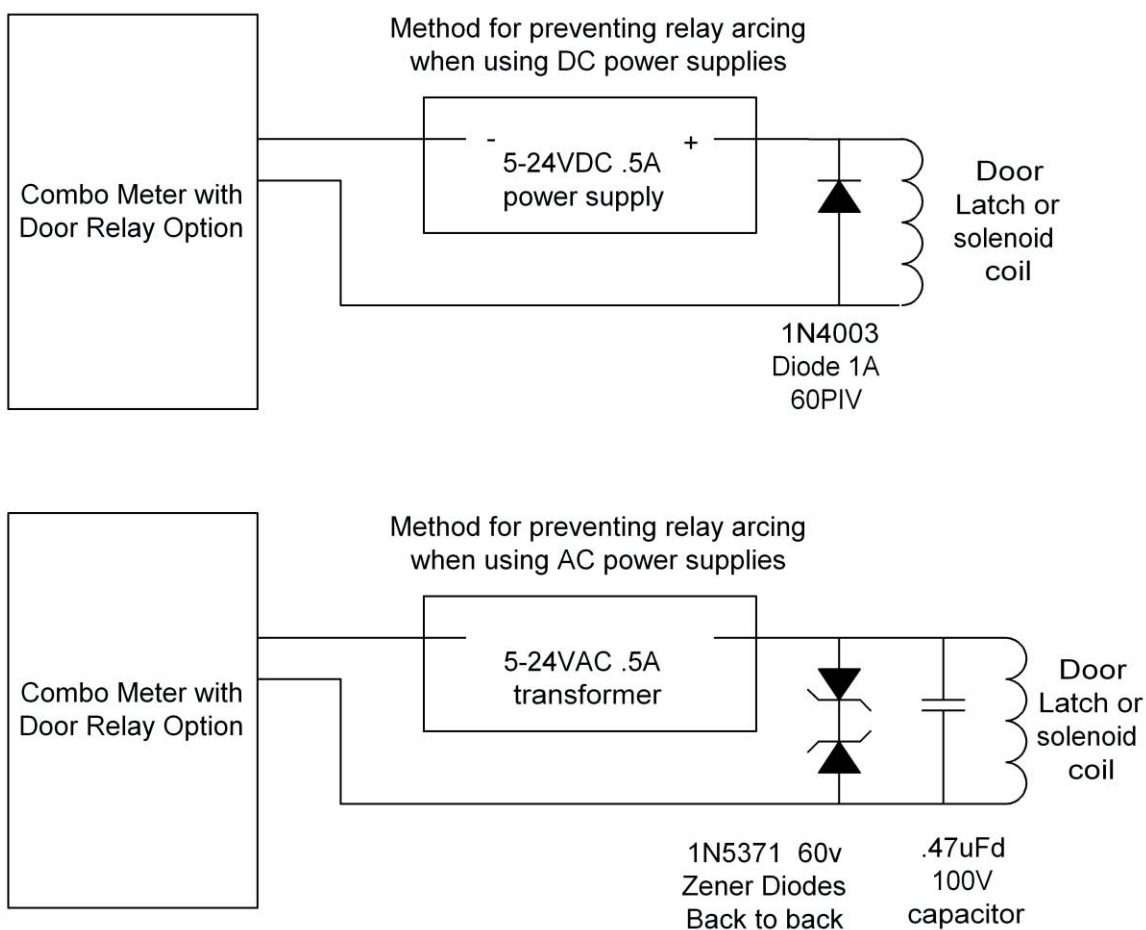 Method for preventing relay arcing
when using DC power supplies
Combo Meter with
Door Relay Option
- +
5-24VDC .5A
power supply
Door
Latch or
solenoid
coil
1N4003
Diode 1A
60PIV
Method for preventing relay arcing
when using AC power supplies
Combo Meter with
Door Relay Option
5-24VAC .5A
transformer
Door
Latch or
solenoid
coil
1N5371 60v
Zener Diodes
Back to back
.47uFd
100V
capacitor